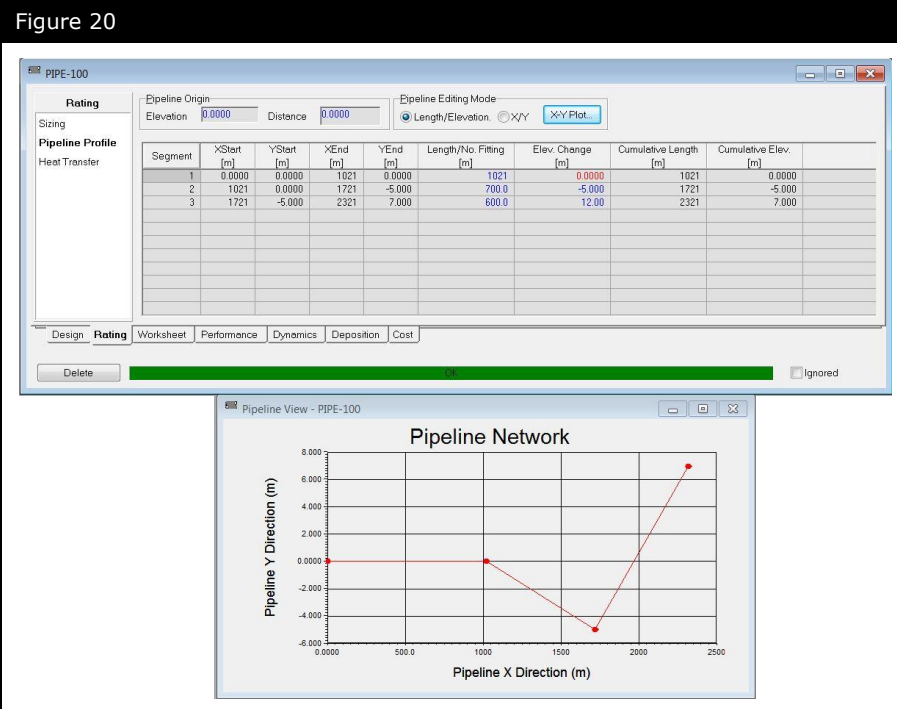 Figure 20
PIPE-100
Rating
Sizing
Pipeline Profile
Heat Transfer
Pipeline Origin
Elevation 0.0000 Distance 0.0000
Pipeline Editing Mode
Length/Elevation. X/Y X-Y Plot...
Segment XStart [m] YStart [m] XEnd [m] YEnd [m] Length/No. Fitting [m] Elev. Change [m] Cumulative Length [m] Cumulative Elev. [m]
1 0.0000 0.0000 1021 0.0000 1021 0.0000 1021 0.0000
2 1021 0.0000 1721 -5.000 700.0 -5.000 1721 -5.000
3 1721 -5.000 2321 7.000 600.0 12.00 2321 7.000
Design Rating Worksheet Performance Dynamics Deposition Cost
Delete OK Ignored
Pipeline View - PIPE-100
Pipeline Network
Pipeline Y Direction (m)
8.000
6.000
4.000
2.000
0.0000
-2.000
-4.000
-6.000
0.0000 500.0 1000 1500 2000 2500
Pipeline X Direction (m)